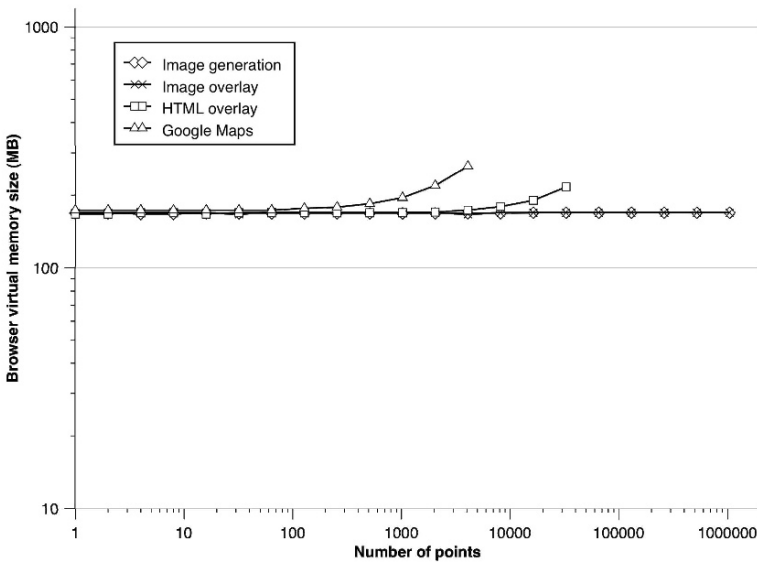 1000
Image generation
Image overlay
HTML overlay
Google Maps
Browser virtual memory size (MB)
100
10
1 10 100 1000 10000 100000 1000000
Number of points